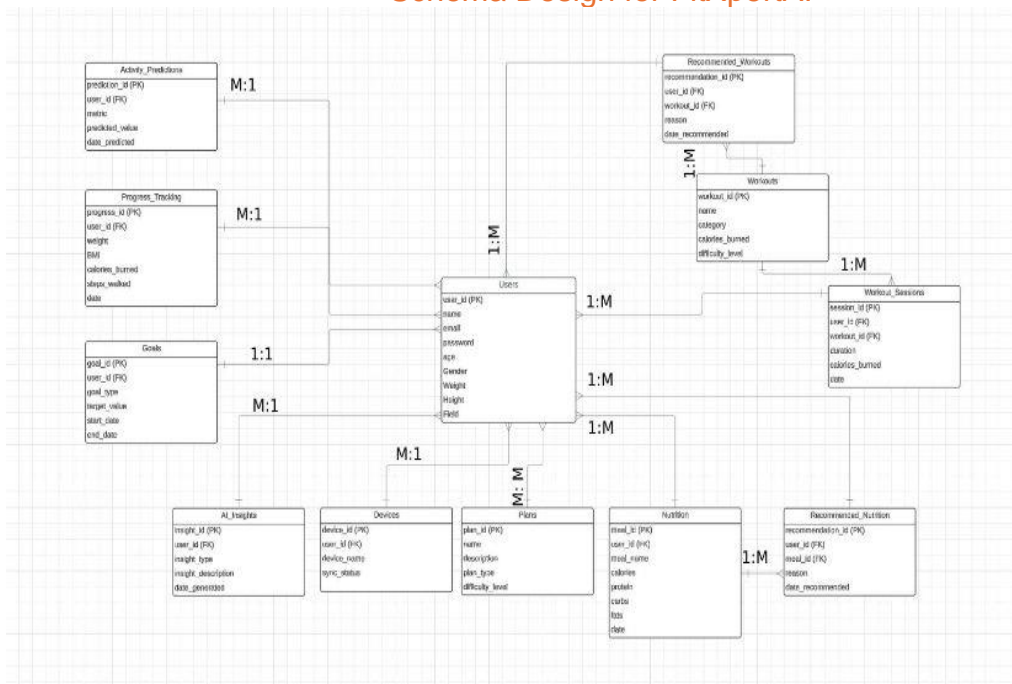 Schema Design for
Activity_Predictions
prediction_id (PK)
user_id (FK)
metric
predicted_value
date_predicted
M:1
Recommended_Workouts
recommendation_id (PK)
user_id (FK)
workout_id (FK)
reason
date_recommended
1:M
Workouts
workout_id (PK)
name
category
calories_burned
difficulty_level
Progress_Tracking
progress_id (PK)
user_id (FK)
weight
BMI
calories_burned
steps_walked
date
M:1
1:M
1:M
Workout_Sessions
session_id (PK)
user_id (FK)
workout_id (FK)
duration
calories_burned
date
Users
user_id (PK)
name
email
password
age
Gender
Weight
Height
Field
1:M
1:M
1:M
Goals
goal_id (PK)
user_id (FK)
goal_type
target_value
start_date
end_date
1:1
M:1
M:1
M: M
AI_Insights
insight_id (PK)
user_id (FK)
insight_type
insight_description
date_generated
Devices
device_id (PK)
user_id (FK)
device_name
sync_status
Plans
plan_id (PK)
name
description
plan_type
difficulty_level
Nutrition
meal_id (PK)
user_id (FK)
meal_name
calories
protein
carbs
fats
date
1:M
Recommended_Nutrition
recommendation_id (PK)
user_id (FK)
meal_id (FK)
reason
date_recommended